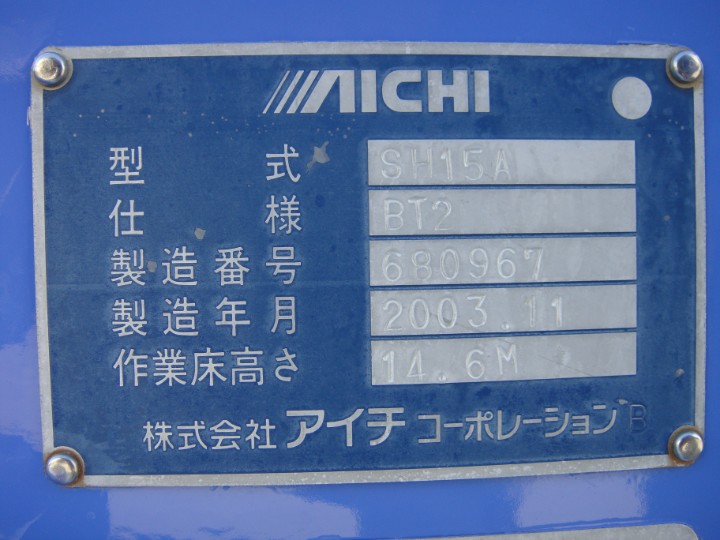 AICHI
型式 SH15A
仕様 BT2
製造番号 680967
製造年月 2003.11
作業床高さ 14.6M
株式会社 アイチ コーポレーション B